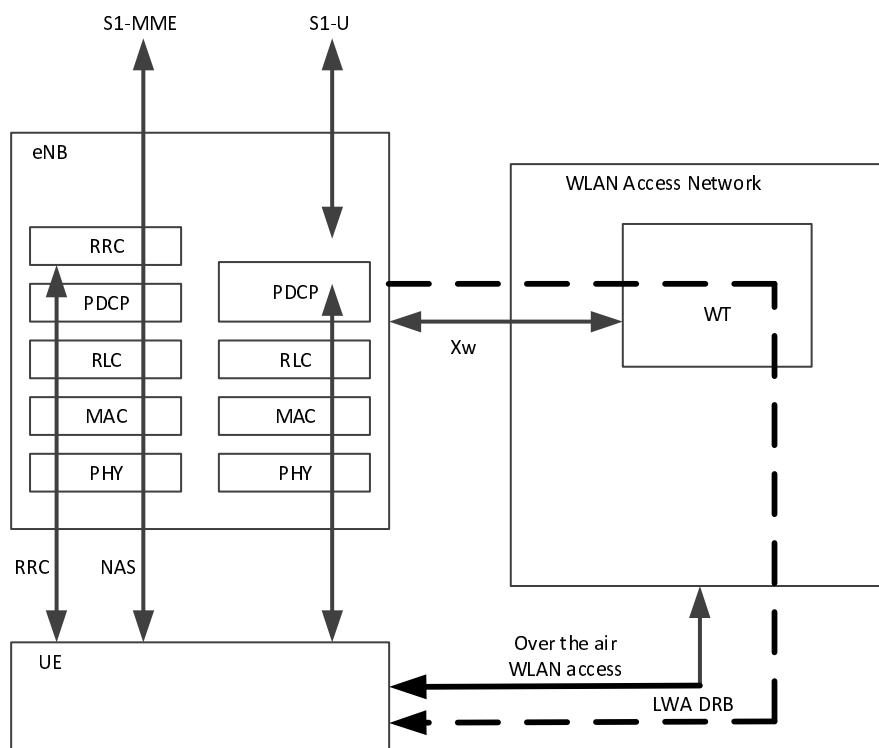 S1-MME
S1-U
eNB
WLAN Access Network
RRC
PDCP
PDCP
WT
Xw
RLC
RLC
MAC
MAC
PHY
PHY
RRC
NAS
UE
Over the air
WLAN access
LWA DRB